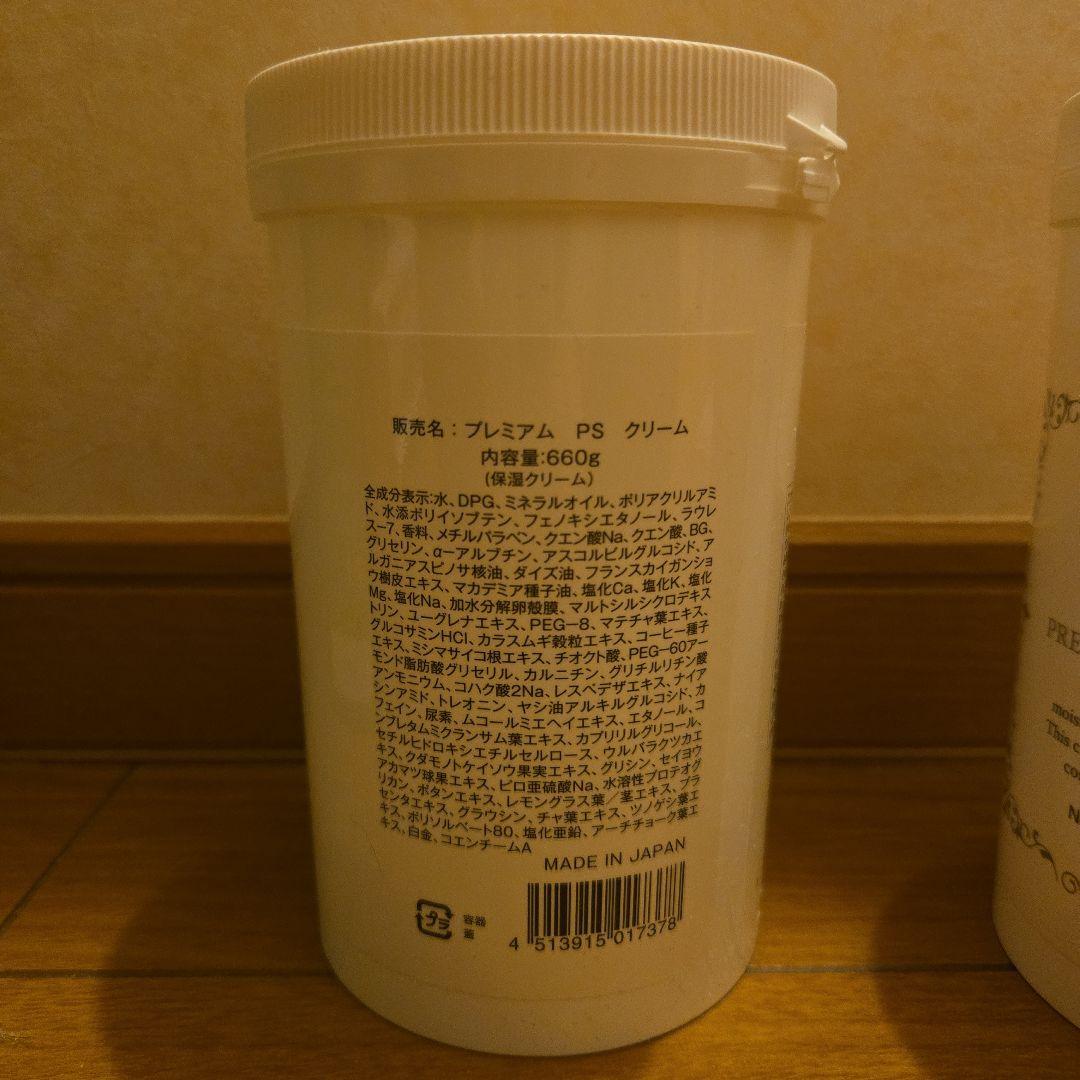 販売名：プレミアム PS クリーム
内容量:660g
(保湿クリーム)
全成分表示:水、DPG、ミネラルオイル、ポリアクリルアミ
ド、水添ポリイソブテン、フェノキシエタノール、ラウレ
ス−7、香料、メチルパラベン、クエン酸Na、クエン酸、BG、
グリセリン、α−アルブチン、アスコルビルグルコシド、ア
ルガニアスピノサ核油、ダイズ油、フランスカイガンショ
ウ樹皮エキス、マカデミア種子油、塩化Ca、塩化K、塩化
Mg、塩化Na、加水分解卵殻膜、マルトシルシクロデキス
トリン、ユーグレナエキス、PEG−8、マテチャ葉エキス、
グルコサミンHCl、カラスムギ穀粒エキス、コーヒー種子
エキス、ミシマサイコ根エキス、チオクト酸、PEG−60アー
モンド脂肪酸グリセリル、カルニチン、グリチルリチン酸
アンモニウム、コハク酸2Na、レスペデザエキス、ナイア
シンアミド、トレオニン、ヤシ油アルキルグルコシド、カ
フェイン、尿素、ムコールミエヘイエキス、エタノール、コ
ンブレタムミクランサム葉エキス、カプリリルグリコール、
セチルヒドロキシエチルセルロース、ウルバラクツカエ
キス、クダモノトケイソウ果実エキス、グリシン、セイヨウ
アカマツ球果エキス、ピロ亜硫酸Na、水溶性プロテオグ
リカン、ボタンエキス、レモングラス葉／茎エキス、プラ
センタエキス、グラウシン、チャ葉エキス、ツノゲシ葉エ
キス、ポリソルベート80、塩化亜鉛、アーチチョーク葉エ
キス、白金、コエンチームA
MADE IN JAPAN
プラ
容器
蓋
4 513915 017378
PRE
mois
This c
co
N